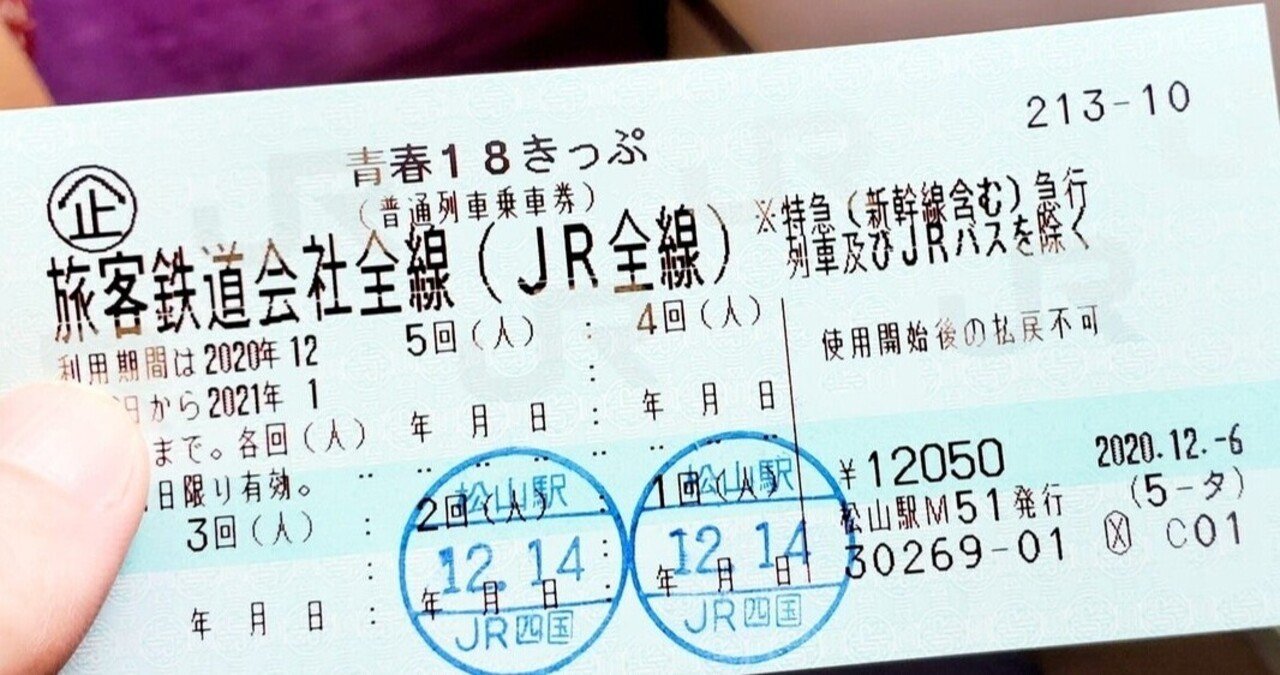 213-10
青春18きっぷ
企
(普通列車乗車券)
旅客鉄道会社全線(JR全線)
※特急(新幹線含む)急行
列車及びJRバスを除く
利用期間は2020年12
日から2021年 1
まで。各回(人)
日限り有効。
5回(人)
年 月 日
4回(人)
年 月 日
使用開始後の払戻不可
3回(人)
年 月 日
2回(人)
年 月 日
松山駅
12.14
JR四国
1回(人)
年 月 日
松山駅
12.14
JR四国
¥12050
2020.12.-6
松山駅M51発行
(5-タ)
30269-01
Ⓧ C01